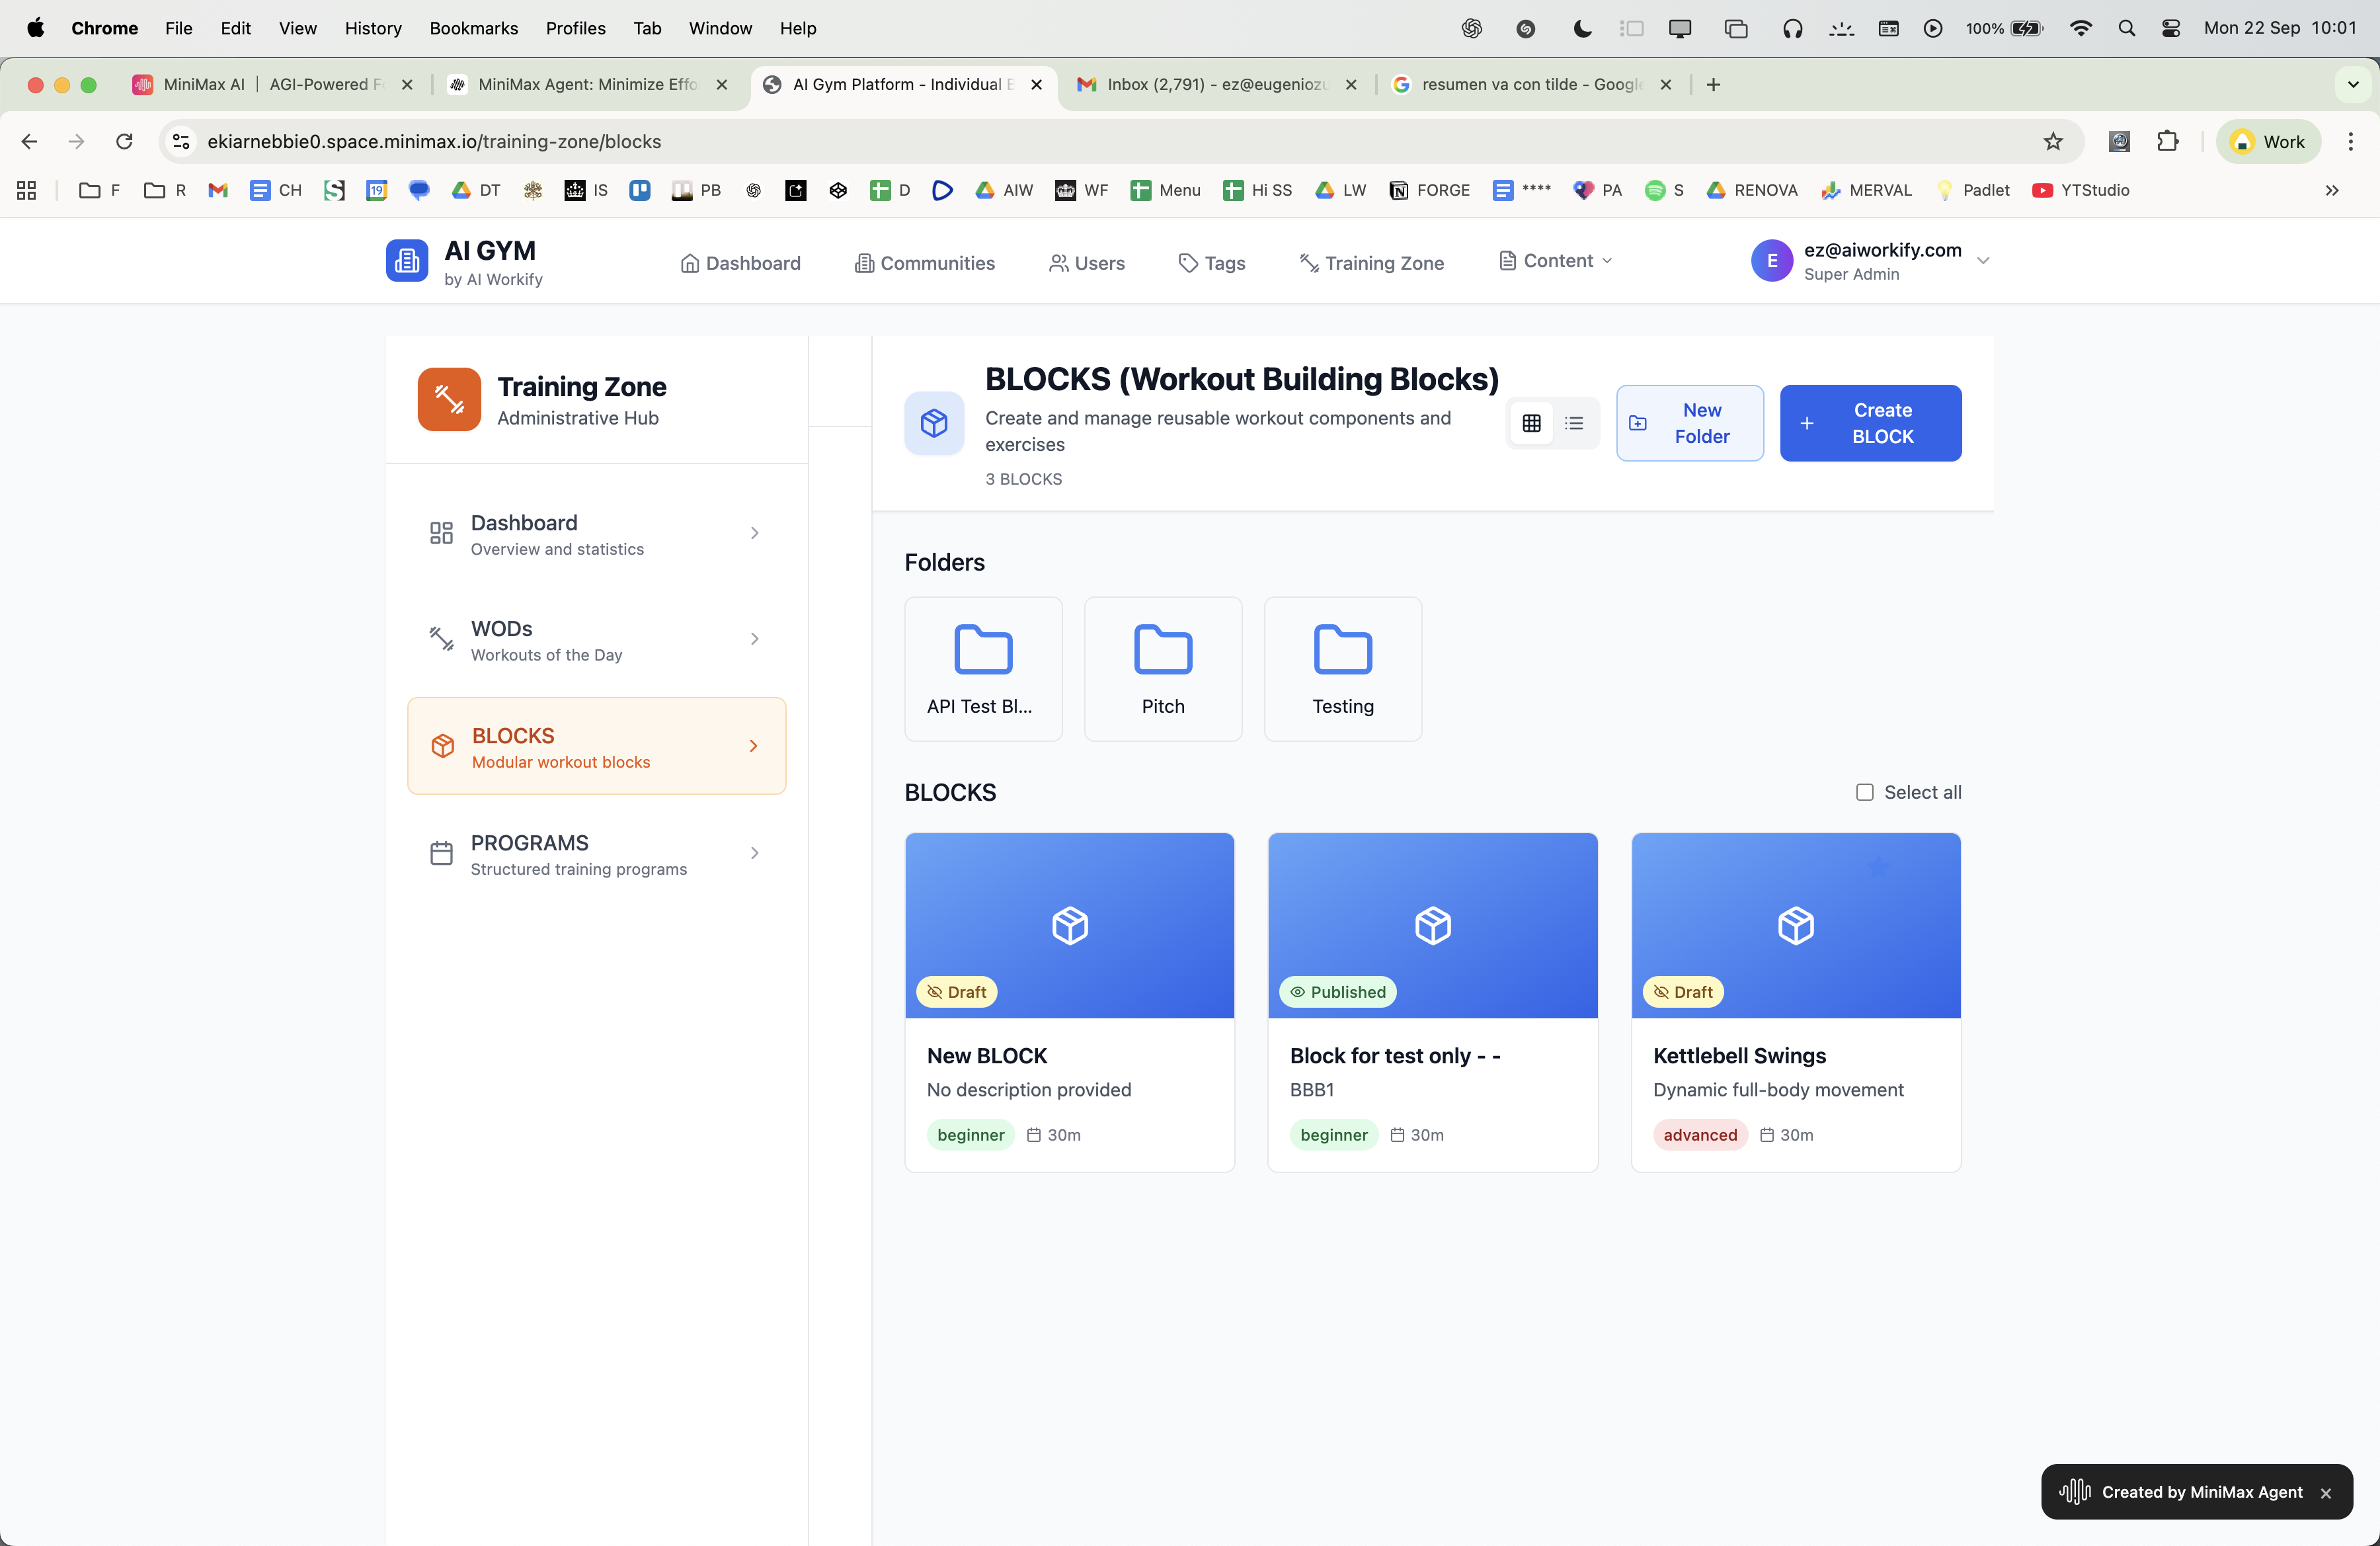 Chrome File Edit View History Bookmarks Profiles Tab Window Help 100% Mon 22 Sep 10:01
MiniMax AI | AGI-Powered F
MiniMax Agent: Minimize Effo
AI Gym Platform - Individual
Inbox (2,791) - ez@eugeniozu
resumen va con tilde - Google
ekiarnebbie0.space.minimax.io/training-zone/blocks
Work
F R CH 19 DT IS PB D AIW WF Menu Hi SS LW FORGE **** PA S RENOVA MERVAL Padlet YTStudio
AI GYM
by AI Workify
Dashboard Communities Users Tags Training Zone Content
E
ez@aiworkify.com
Super Admin
Training Zone
Administrative Hub
Dashboard
Overview and statistics
WODs
Workouts of the Day
BLOCKS
Modular workout blocks
PROGRAMS
Structured training programs
BLOCKS (Workout Building Blocks)
Create and manage reusable workout components and
exercises
3 BLOCKS
New
Folder
Create
BLOCK
Folders
API Test Bl...
Pitch
Testing
BLOCKS
Select all
Draft
New BLOCK
No description provided
beginner 30m
Published
Block for test only - -
BBB1
beginner 30m
Draft
Kettlebell Swings
Dynamic full-body movement
advanced 30m
Created by MiniMax Agent